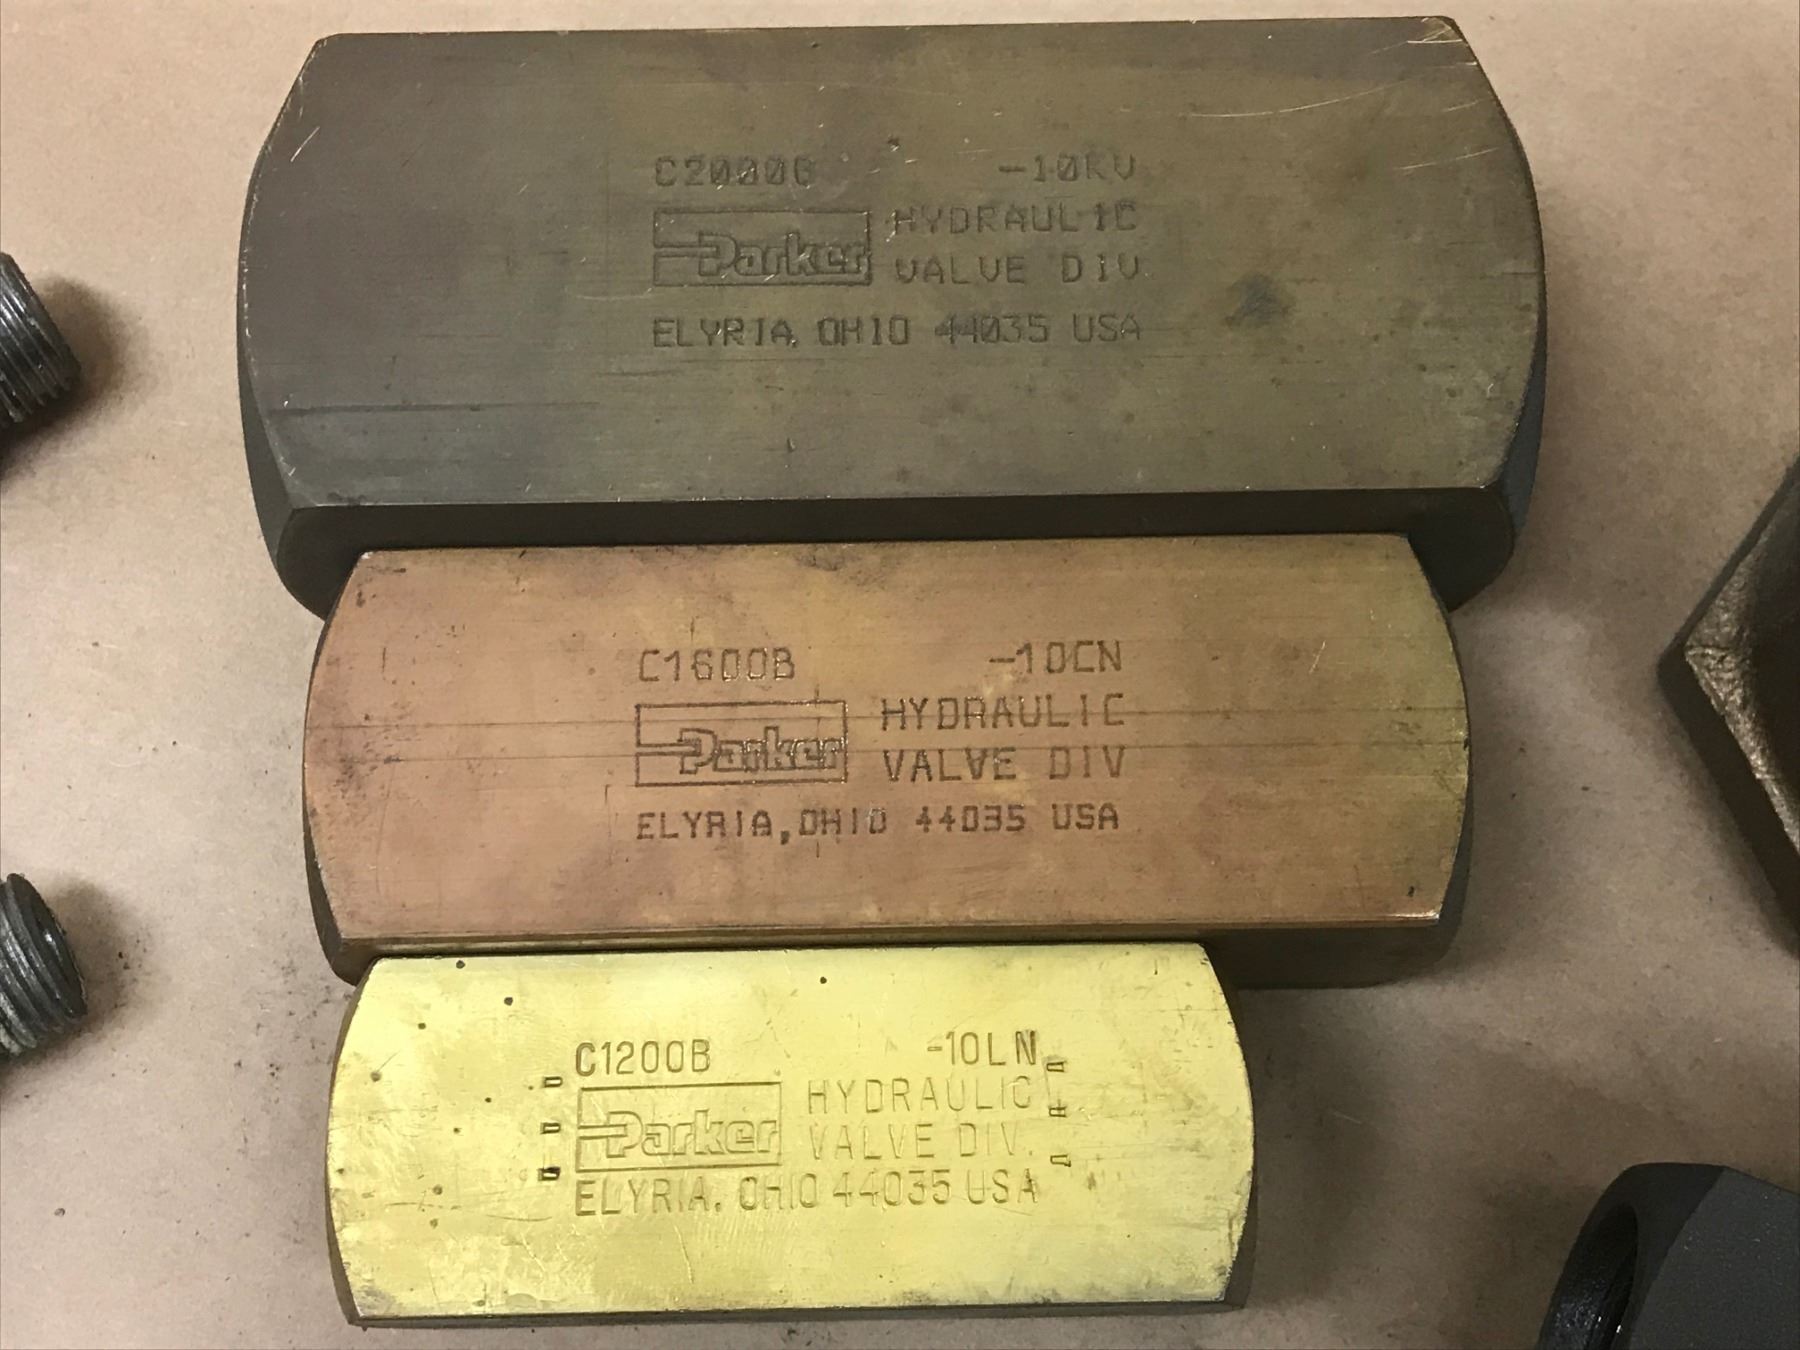 C2000B -10KV
Parker HYDRAULIC
VALVE DIV
ELYRIA, OHIO 44035 USA
C1600B -10CN
Parker HYDRAULIC
VALVE DIV
ELYRIA, OHIO 44035 USA
C1200B -10LN
Parker HYDRAULIC
VALVE DIV.
ELYRIA. OHIO 44035 USA